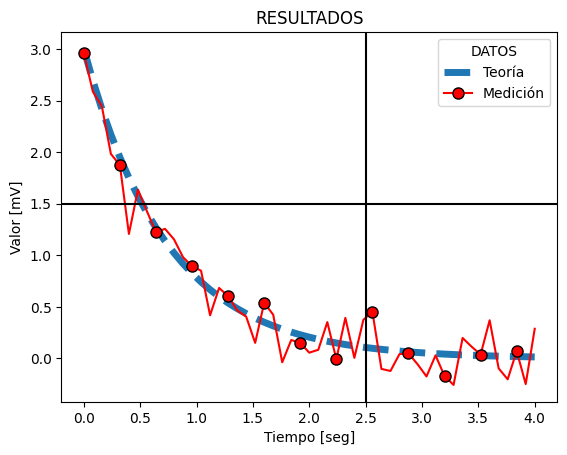 RESULTADOS
DATOS
Teoría
Medición
Valor [mV]
3.0
2.5
2.0
1.5
1.0
0.5
0.0
0.0 0.5 1.0 1.5 2.0 2.5 3.0 3.5 4.0
Tiempo [seg]